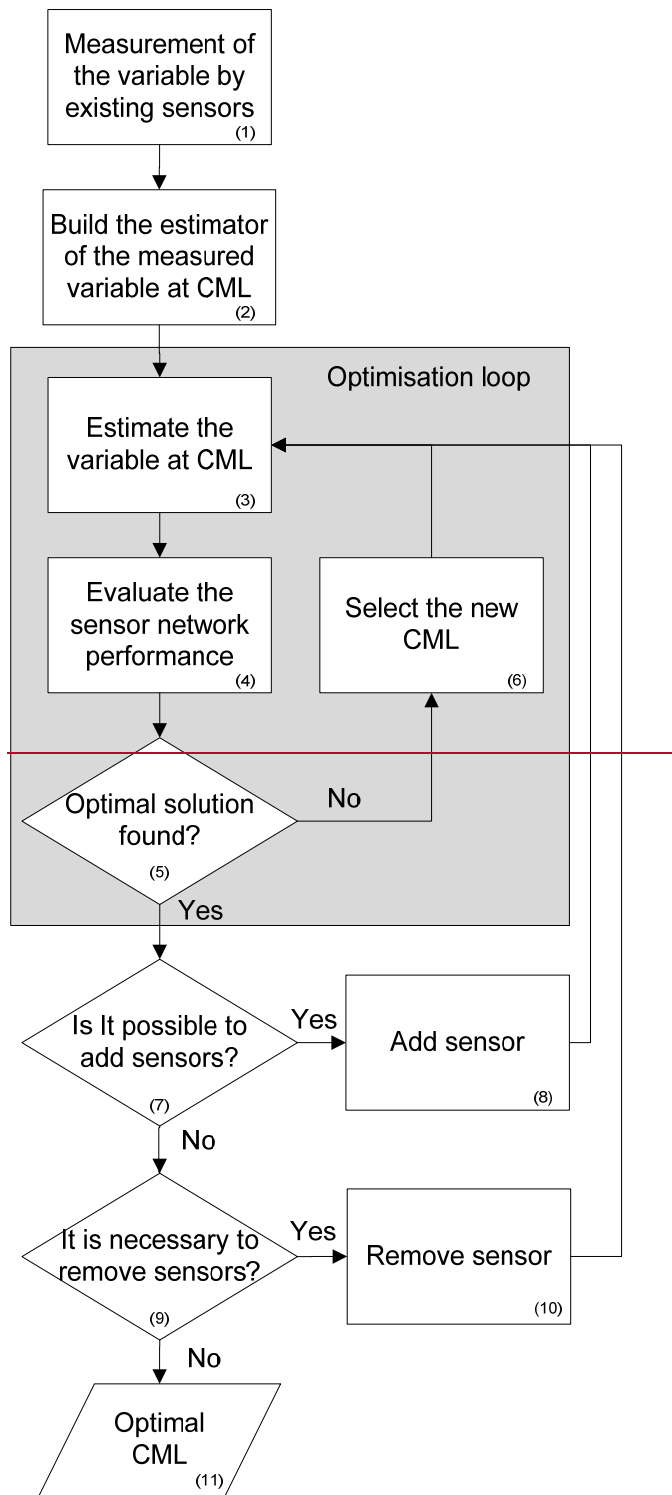 Measurement of
the variable by
existing sensors
(1)
Build the estimator
of the measured
variable at CML
(2)
Optimisation loop
Estimate the
variable at CML
(3)
Evaluate the
sensor network
performance
(4)
Select the new
CML
(6)
Optimal solution
found?
(5)
No
Yes
Is It possible to
add sensors?
(7)
Yes
Add sensor
(8)
No
It is necessary to
remove sensors?
(9)
Yes
Remove sensor
(10)
No
Optimal
CML
(11)